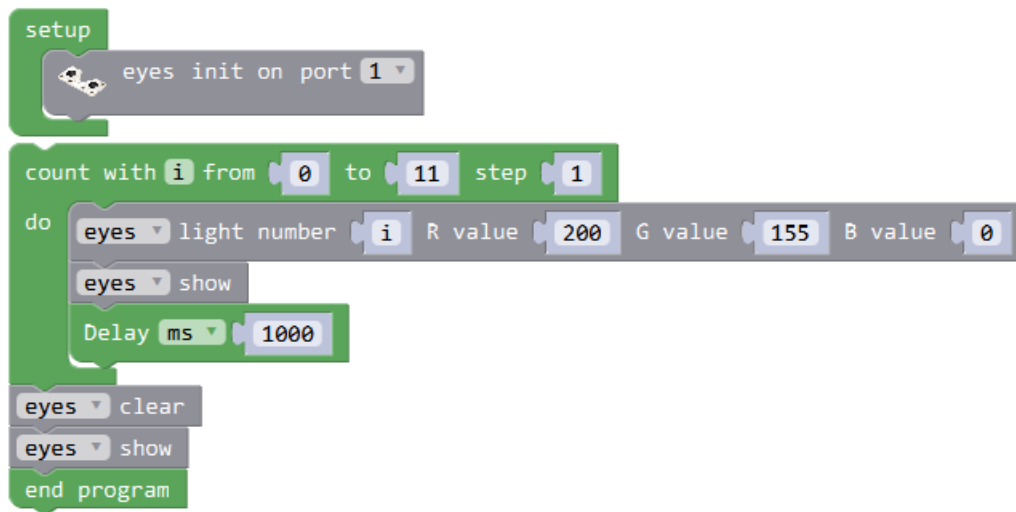 setup
eyes init on port 1
count with i from 0 to 11 step 1
do
eyes light number i R value 200 G value 155 B value 0
eyes show
Delay ms 1000
eyes clear
eyes show
end program